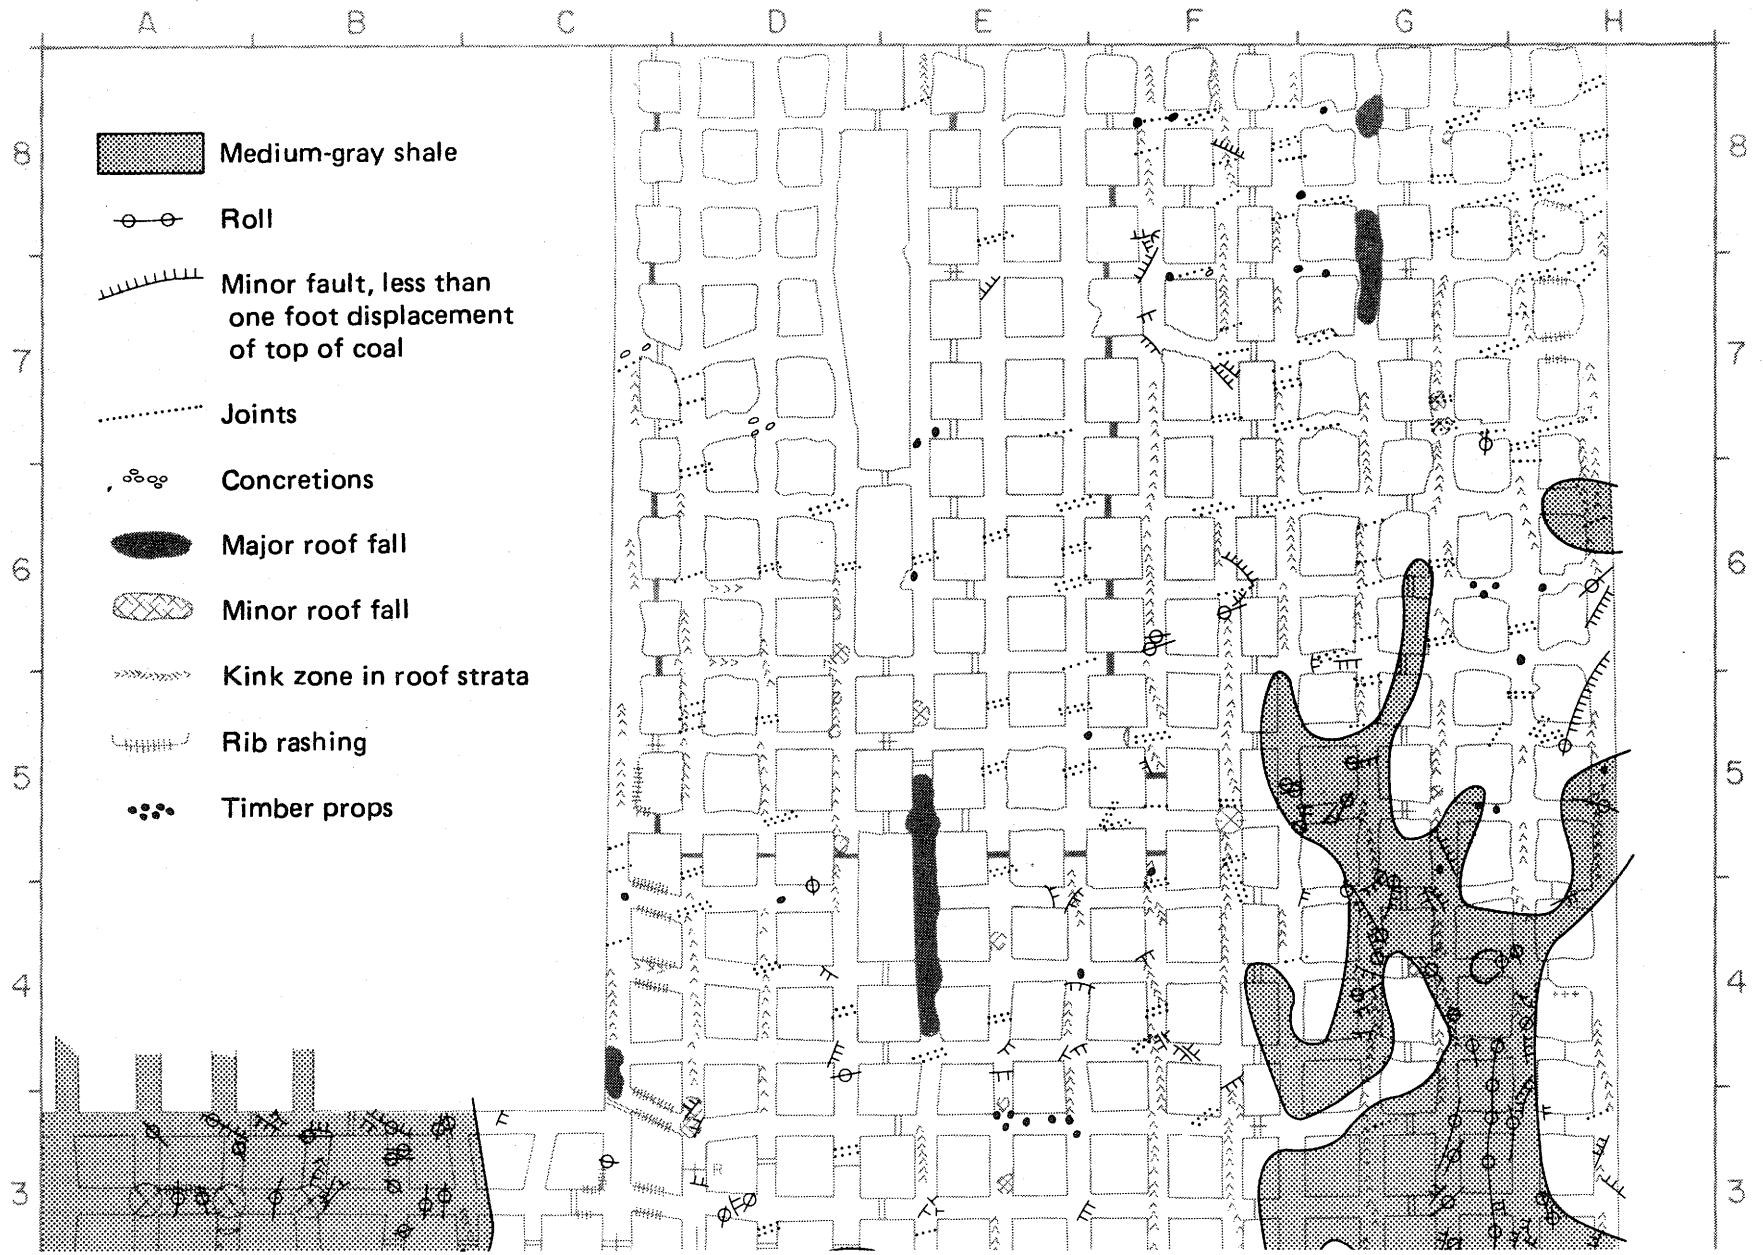 A B C D E F G H
8 Medium-gray shale 8
Roll
Minor fault, less than
one foot displacement
of top of coal
7 7
Joints
Concretions
Major roof fall
6 6
Minor roof fall
Kink zone in roof strata
Rib rashing
5 5
Timber props
4 4
R
3 3